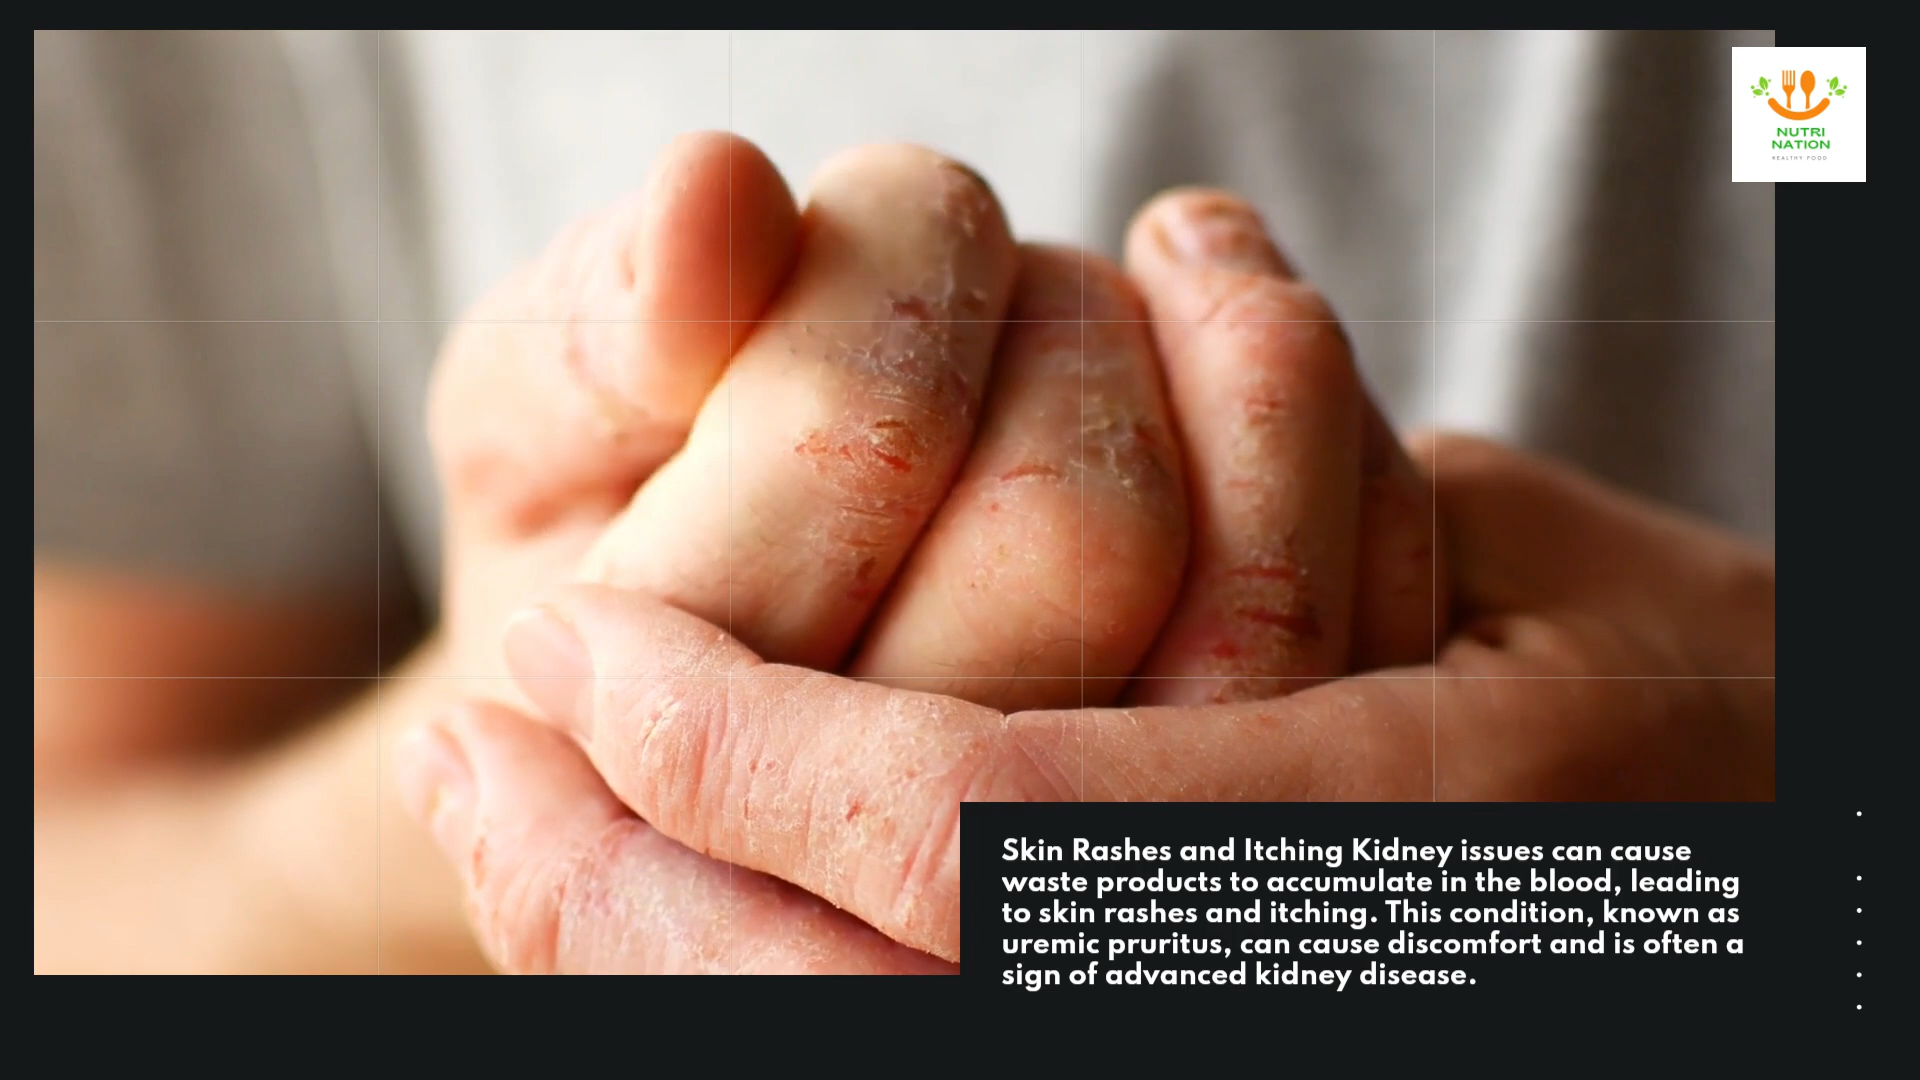 NUTRI
NATION
HEALTHY FOOD
Skin Rashes and Itching Kidney issues can cause
waste products to accumulate in the blood, leading
to skin rashes and itching. This condition, known as
uremic pruritus, can cause discomfort and is often a
sign of advanced kidney disease.